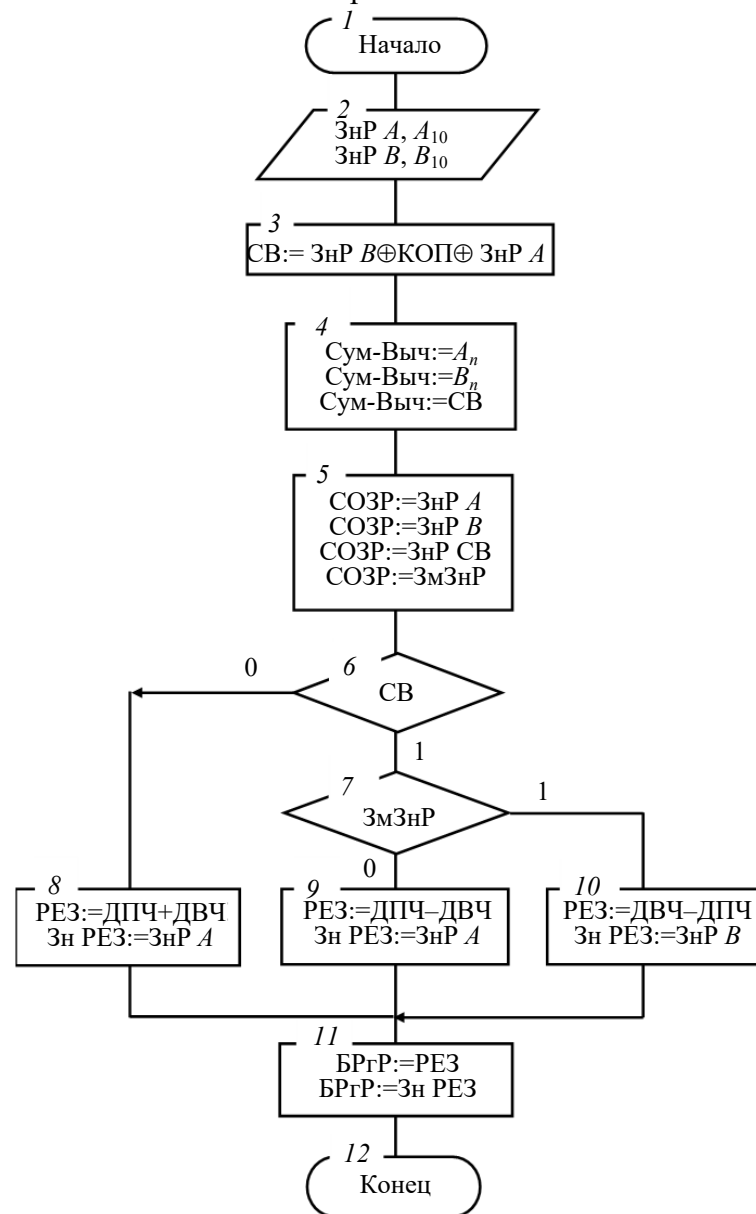 1
Начало
2
ЗнР A, A₁₀
ЗнР B, B₁₀
3
СВ:= ЗнР B⊕КОП⊕ ЗнР A
4
Сум-Выч:=Aₙ
Сум-Выч:=Bₙ
Сум-Выч:=СВ
5
СОЗР:=ЗнР A
СОЗР:=ЗнР B
СОЗР:=ЗнР СВ
СОЗР:=ЗмЗнР
6
0
СВ
1
7
1
ЗмЗнР
0
8
РЕЗ:=ДПЧ+ДВЧ
Зн РЕЗ:=ЗнР A
9
РЕЗ:=ДПЧ–ДВЧ
Зн РЕЗ:=ЗнР A
10
РЕЗ:=ДВЧ–ДПЧ
Зн РЕЗ:=ЗнР B
11
БРгР:=РЕЗ
БРгР:=Зн РЕЗ
12
Конец